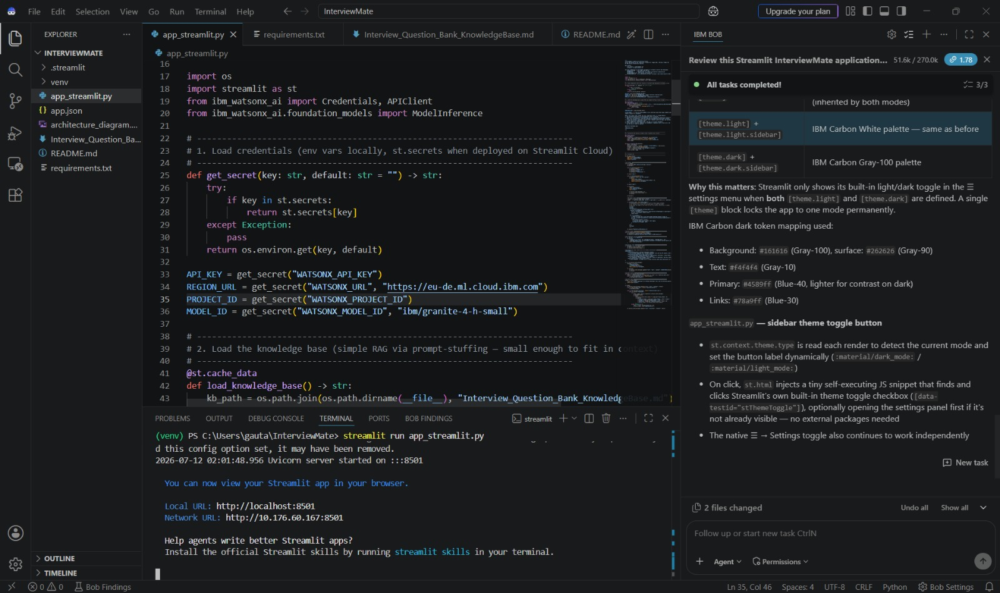 File Edit Selection View Go Run Terminal Help
InterviewMate
Upgrade your plan
EXPLORER
INTERVIEWMATE
.streamlit
venv
app_streamlit.py
app.json
architecture_diagram....
Interview_Question_Ba...
README.md
requirements.txt
OUTLINE
TIMELINE
app_streamlit.py
requirements.txt
Interview_Question_Bank_KnowledgeBase.md
README.md
app_streamlit.py
16
17 import os
18 import streamlit as st
19 from ibm_watsonx_ai import Credentials, APIClient
20 from ibm_watsonx_ai.foundation_models import ModelInference
21
22 # ---------------------------------------------------------------------------
23 # 1. Load credentials (env vars locally, st.secrets when deployed on Streamlit Cloud)
24 # ---------------------------------------------------------------------------
25 def get_secret(key: str, default: str = "") -> str:
26 try:
27 if key in st.secrets:
28 return st.secrets[key]
29 except Exception:
30 pass
31 return os.environ.get(key, default)
32
33 API_KEY = get_secret("WATSONX_API_KEY")
34 REGION_URL = get_secret("WATSONX_URL", "https://eu-de.ml.cloud.ibm.com")
35 PROJECT_ID = get_secret("WATSONX_PROJECT_ID")
36 MODEL_ID = get_secret("WATSONX_MODEL_ID", "ibm/granite-4-h-small")
37
38 # ---------------------------------------------------------------------------
39 # 2. Load the knowledge base (simple RAG via prompt-stuffing — small enough to fit in context)
40 # ---------------------------------------------------------------------------
41 @st.cache_data
42 def load_knowledge_base() -> str:
43 kb_path = os.path.join(os.path.dirname(__file__), "Interview_Question_Bank_KnowledgeBase.md")
PROBLEMS OUTPUT DEBUG CONSOLE TERMINAL PORTS BOB FINDINGS
streamlit
(venv) PS C:\Users\gauta\InterviewMate> streamlit run app_streamlit.py
d this config option set, it may have been removed.
2026-07-12 02:01:48.956 Uvicorn server started on :::8501
You can now view your Streamlit app in your browser.
Local URL: http://localhost:8501
Network URL: http://10.176.60.167:8501
Help agents write better Streamlit apps?
Install the official Streamlit skills by running streamlit skills in your terminal.
IBM BOB
Review this Streamlit InterviewMate application... 51.6k / 270.0k 1.78
All tasks completed! 3/3
(inherited by both modes)
[theme.light] +
[theme.light.sidebar]
IBM Carbon White palette — same as before
[theme.dark] +
[theme.dark.sidebar]
IBM Carbon Gray-100 palette
Why this matters: Streamlit only shows its built-in light/dark toggle in the ☰
settings menu when both [theme.light] and [theme.dark] are defined. A single
[theme] block locks the app to one mode permanently.
IBM Carbon dark token mapping used:
• Background: #161616 (Gray-100), surface: #262626 (Gray-90)
• Text: #f4f4f4 (Gray-10)
• Primary: #4589ff (Blue-40, lighter for contrast on dark)
• Links: #78a9ff (Blue-30)
app_streamlit.py — sidebar theme toggle button
• st.context.theme.type is read each render to detect the current mode and
set the button label dynamically (:material/dark_mode: /
:material/light_mode:)
• On click, st.html injects a tiny self-executing JS snippet that finds and
clicks Streamlit's own built-in theme toggle checkbox ([data-
testid="stThemeToggle"]), optionally opening the settings panel first if it's
not already visible — no external packages needed
• The native ☰ → Settings toggle also continues to work independently
New task
2 files changed
Undo all Show all
Follow up or start new task CtrlN
Agent Permissions
0 0 Bob Findings
Ln 35, Col 46 Spaces: 4 UTF-8 CRLF Python Bob Settings